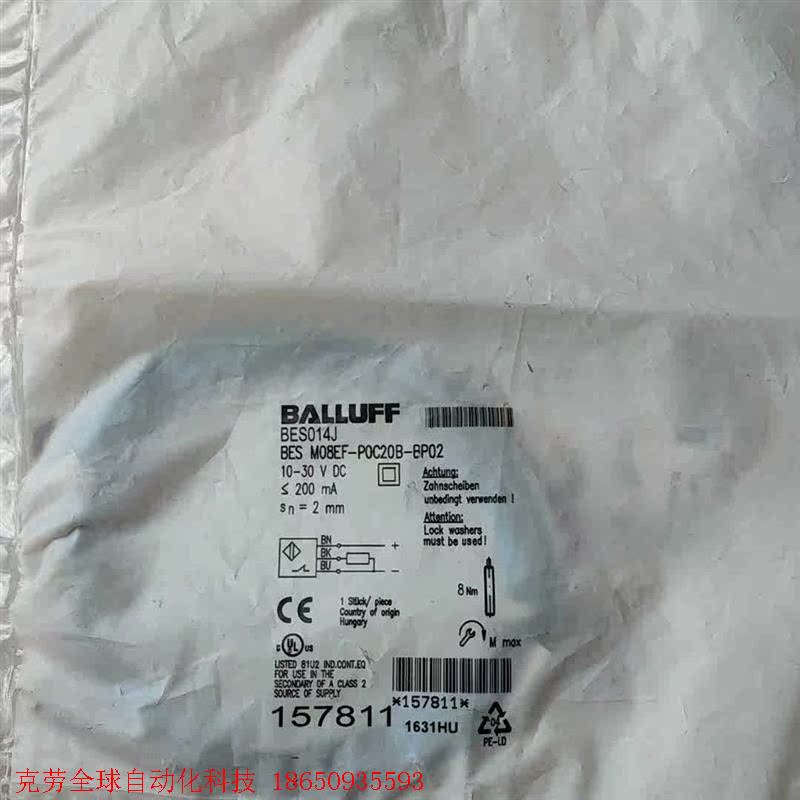 BALLUFF
BES014J
BES M08EF-POC20B-BP02
10-30 V DC
≤ 200 mA
sn = 2 mm
Achtung:
Zahnscheiben
unbedingt verwenden !
Attention:
Lock washers
must be used!
BN +
BK
BU −
8 Nm
M max
CE
1 Stück/ piece
Country of origin
Hungary
C UL US
LISTED 81U2 IND.CONT.EQ
FOR USE IN THE
SECONDARY OF A CLASS 2
SOURCE OF SUPPLY
157811
*157811*
1631HU
04
PE-LD
克劳全球自动化科技 18650935593